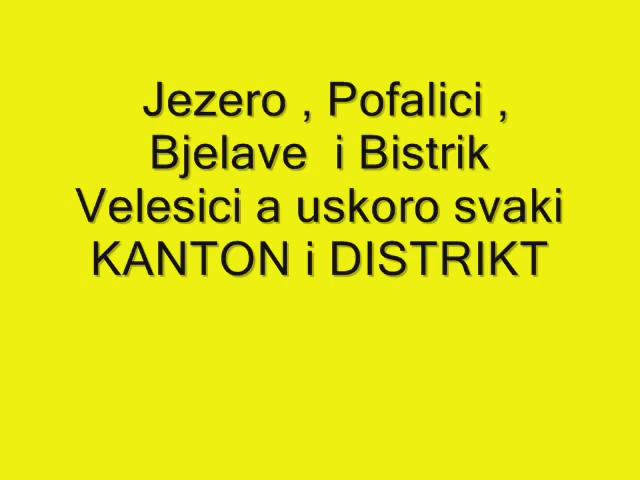 Jezero , Pofalici ,
Bjelave  i Bistrik
Velesici a uskoro svaki
KANTON i DISTRIKT